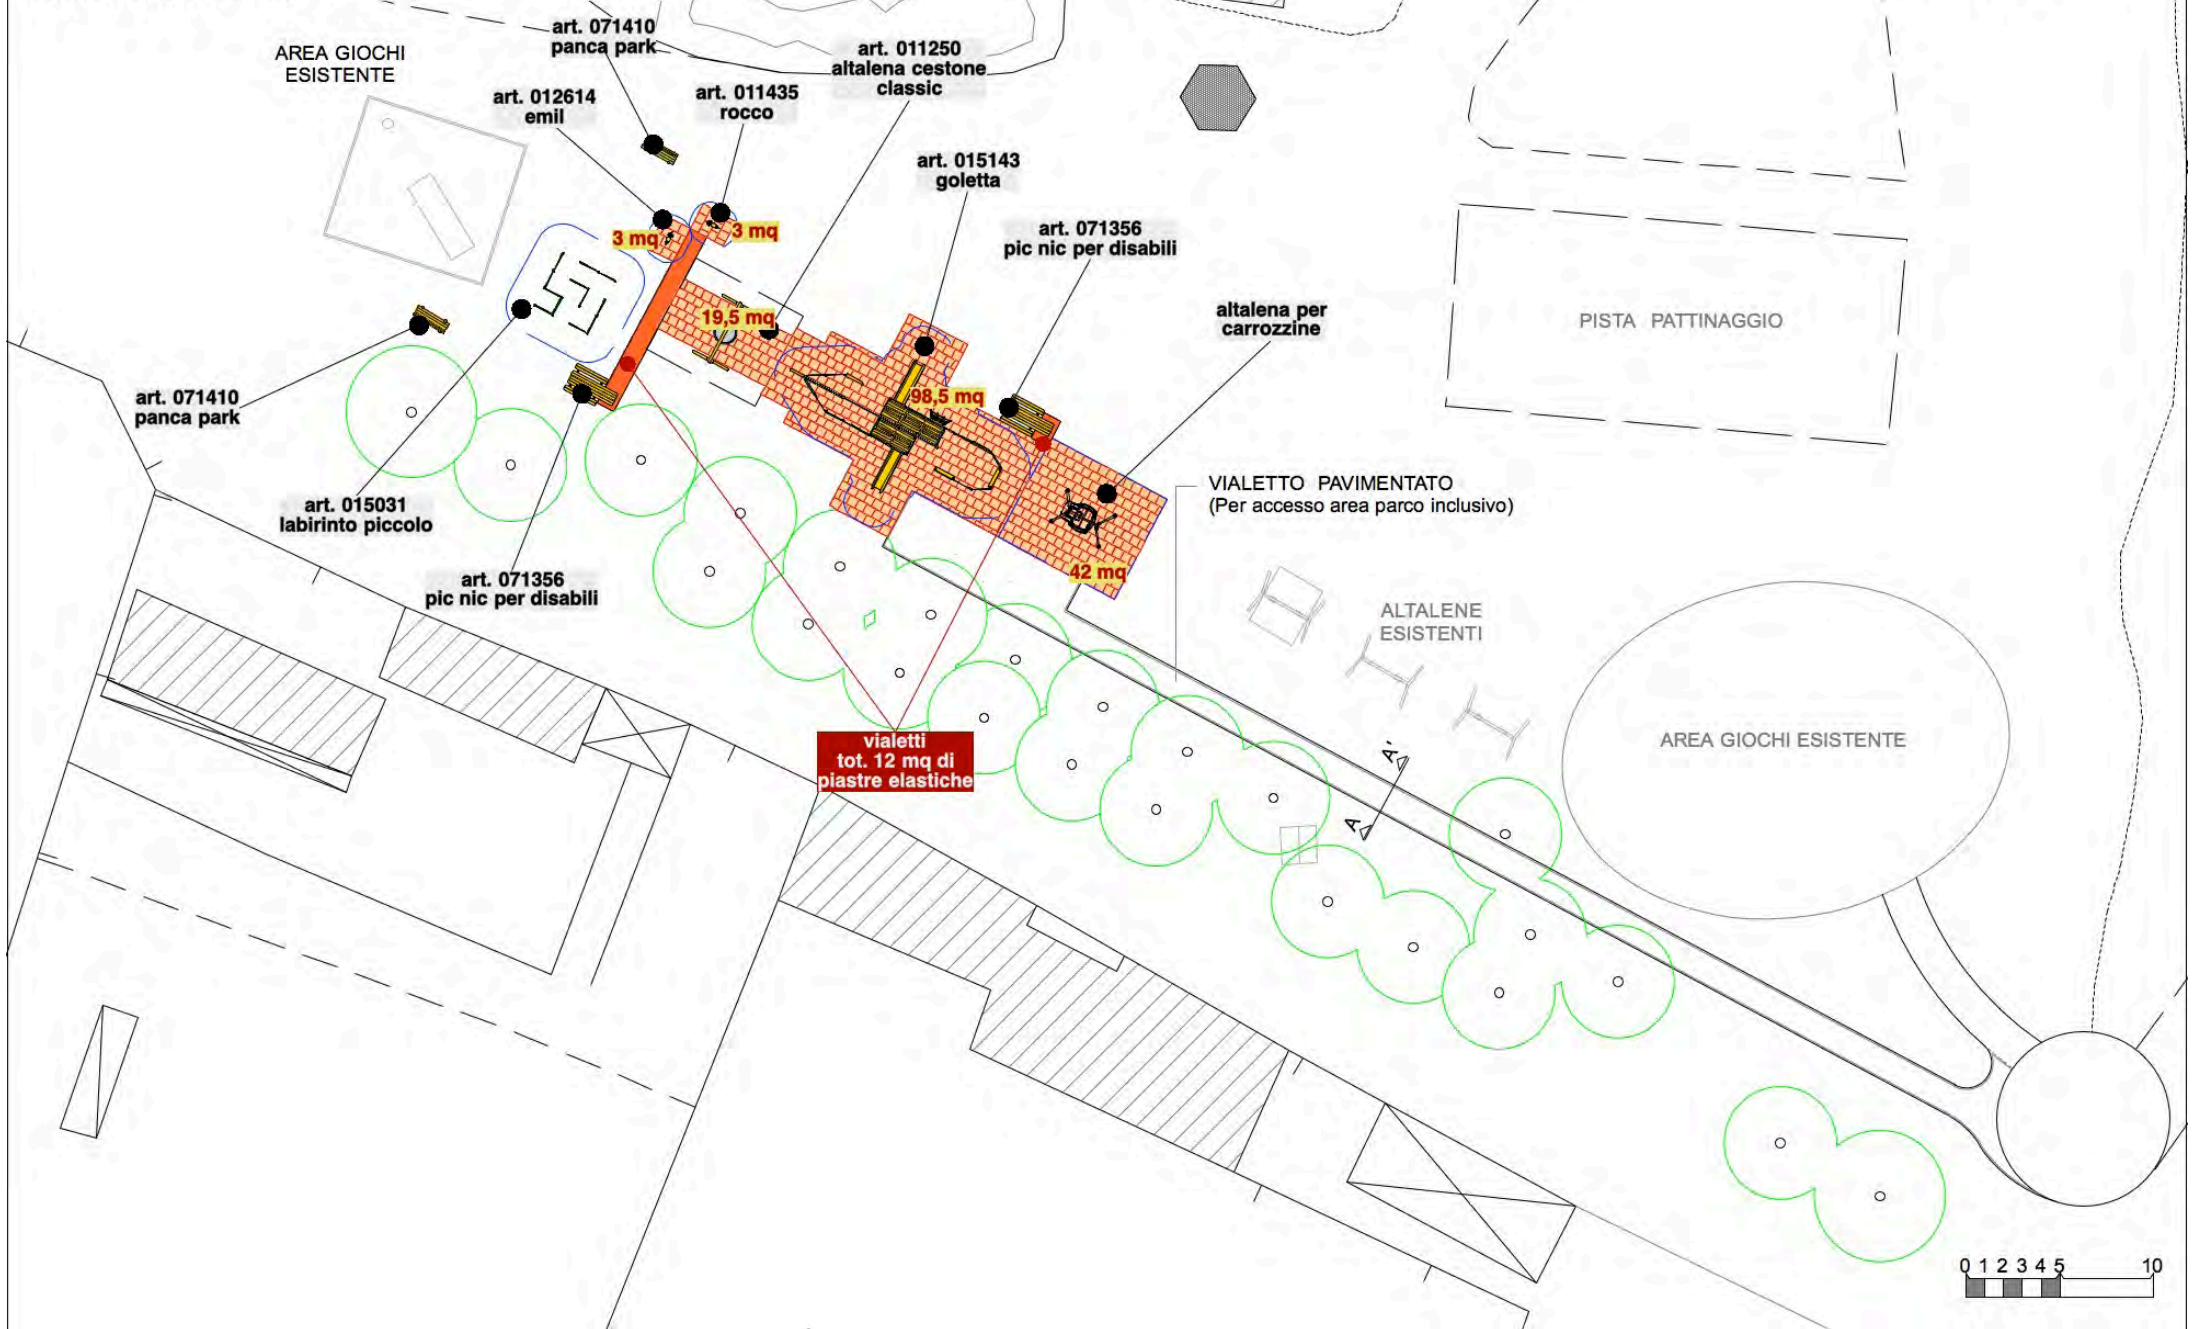 art. 071410
panca park
AREA GIOCHI
ESISTENTE
art. 011250
altalena cestone
classic
art. 012614
emil
art. 011435
rocco
art. 015143
goletta
art. 071356
pic nic per disabili
3 mq
3 mq
19,5 mq
altalena per
carrozzine
PISTA PATTINAGGIO
98,5 mq
art. 071410
panca park
art. 015031
labirinto piccolo
VIALETTO PAVIMENTATO
(Per accesso area parco inclusivo)
42 mq
art. 071356
pic nic per disabili
ALTALENE
ESISTENTI
vialetti
tot. 12 mq di
piastre elastiche
AREA GIOCHI ESISTENTE
A'
A
0 1 2 3 4 5 10